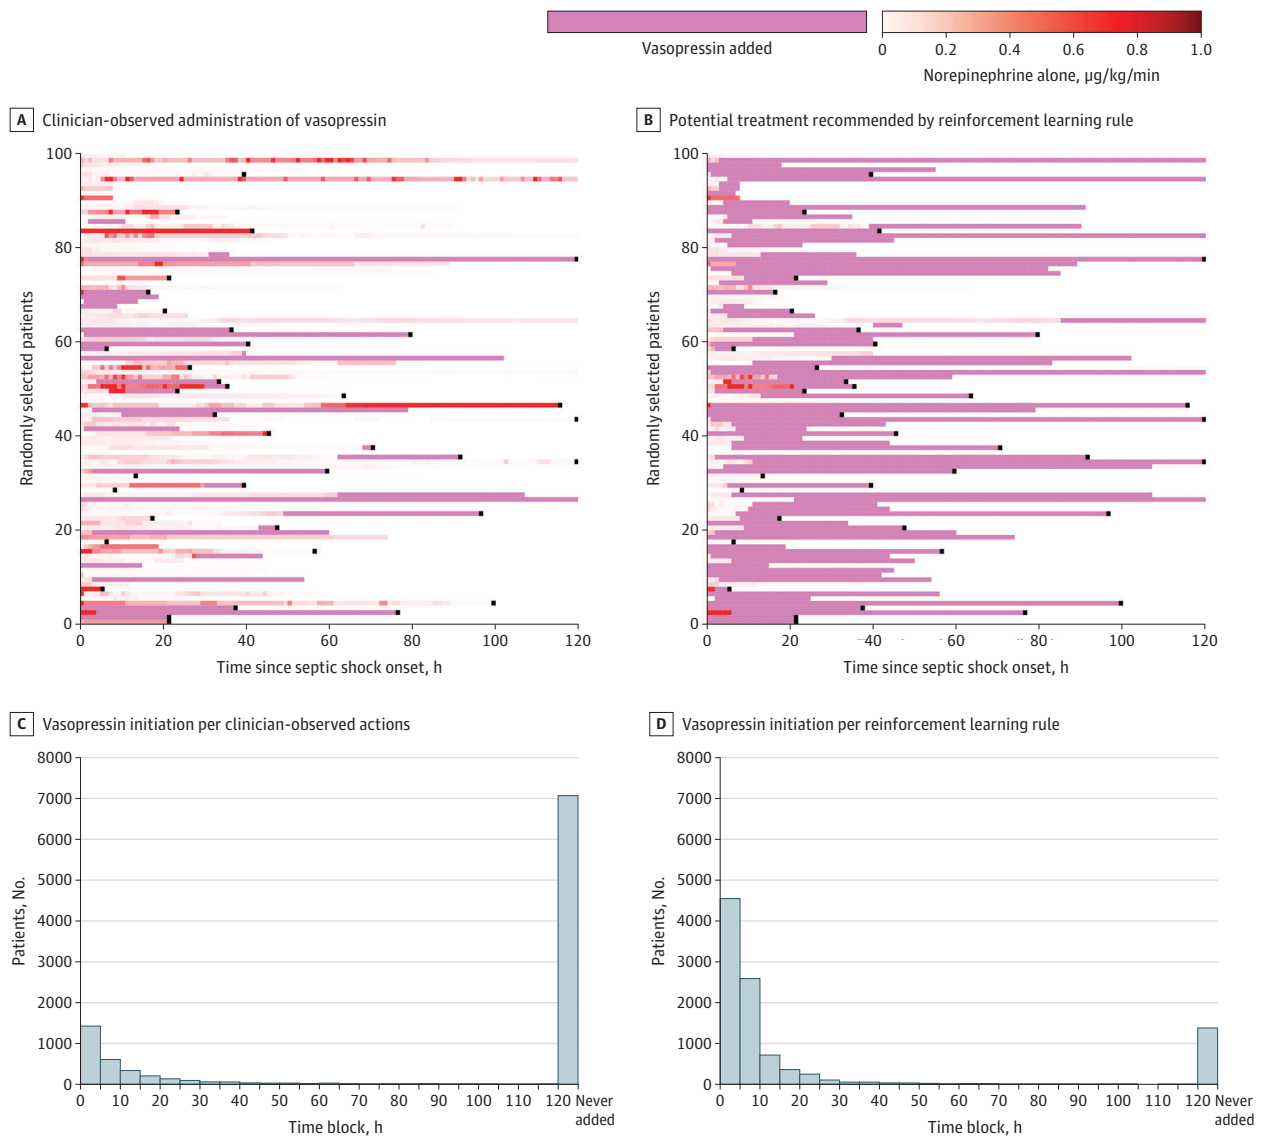 Vasopressin added
0 0.2 0.4 0.6 0.8 1.0
Norepinephrine alone, µg/kg/min
A Clinician-observed administration of vasopressin
100
80
60
40
20
0
Randomly selected patients
0 20 40 60 80 100 120
Time since septic shock onset, h
B Potential treatment recommended by reinforcement learning rule
100
80
60
40
20
0
Randomly selected patients
0 20 40 60 80 100 120
Time since septic shock onset, h
C Vasopressin initiation per clinician-observed actions
8000
7000
6000
5000
4000
3000
2000
1000
0
Patients, No.
0 10 20 30 40 50 60 70 80 90 100 110 120 Never
added
Time block, h
D Vasopressin initiation per reinforcement learning rule
8000
7000
6000
5000
4000
3000
2000
1000
0
Patients, No.
0 10 20 30 40 50 60 70 80 90 100 110 120 Never
added
Time block, h